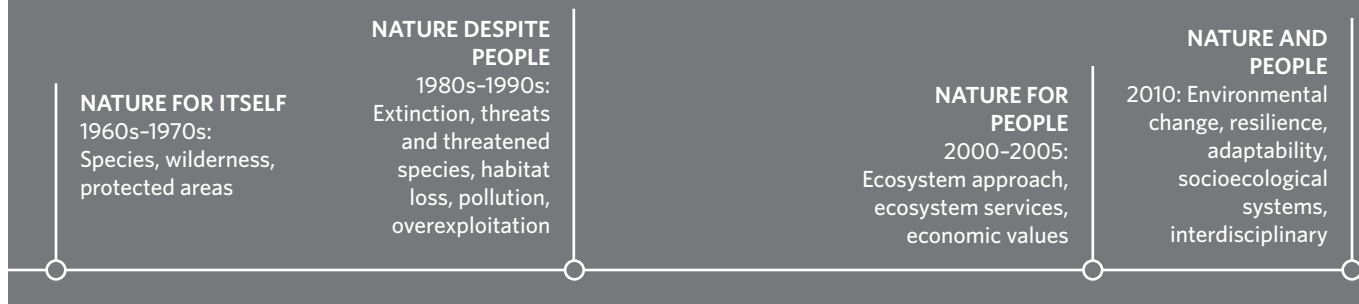 NATURE FOR ITSELF
1960s–1970s:
Species, wilderness,
protected areas
NATURE DESPITE
PEOPLE
1980s–1990s:
Extinction, threats
and threatened
species, habitat
loss, pollution,
overexploitation
NATURE FOR
PEOPLE
2000–2005:
Ecosystem approach,
ecosystem services,
economic values
NATURE AND
PEOPLE
2010: Environmental
change, resilience,
adaptability,
socioecological
systems,
interdisciplinary